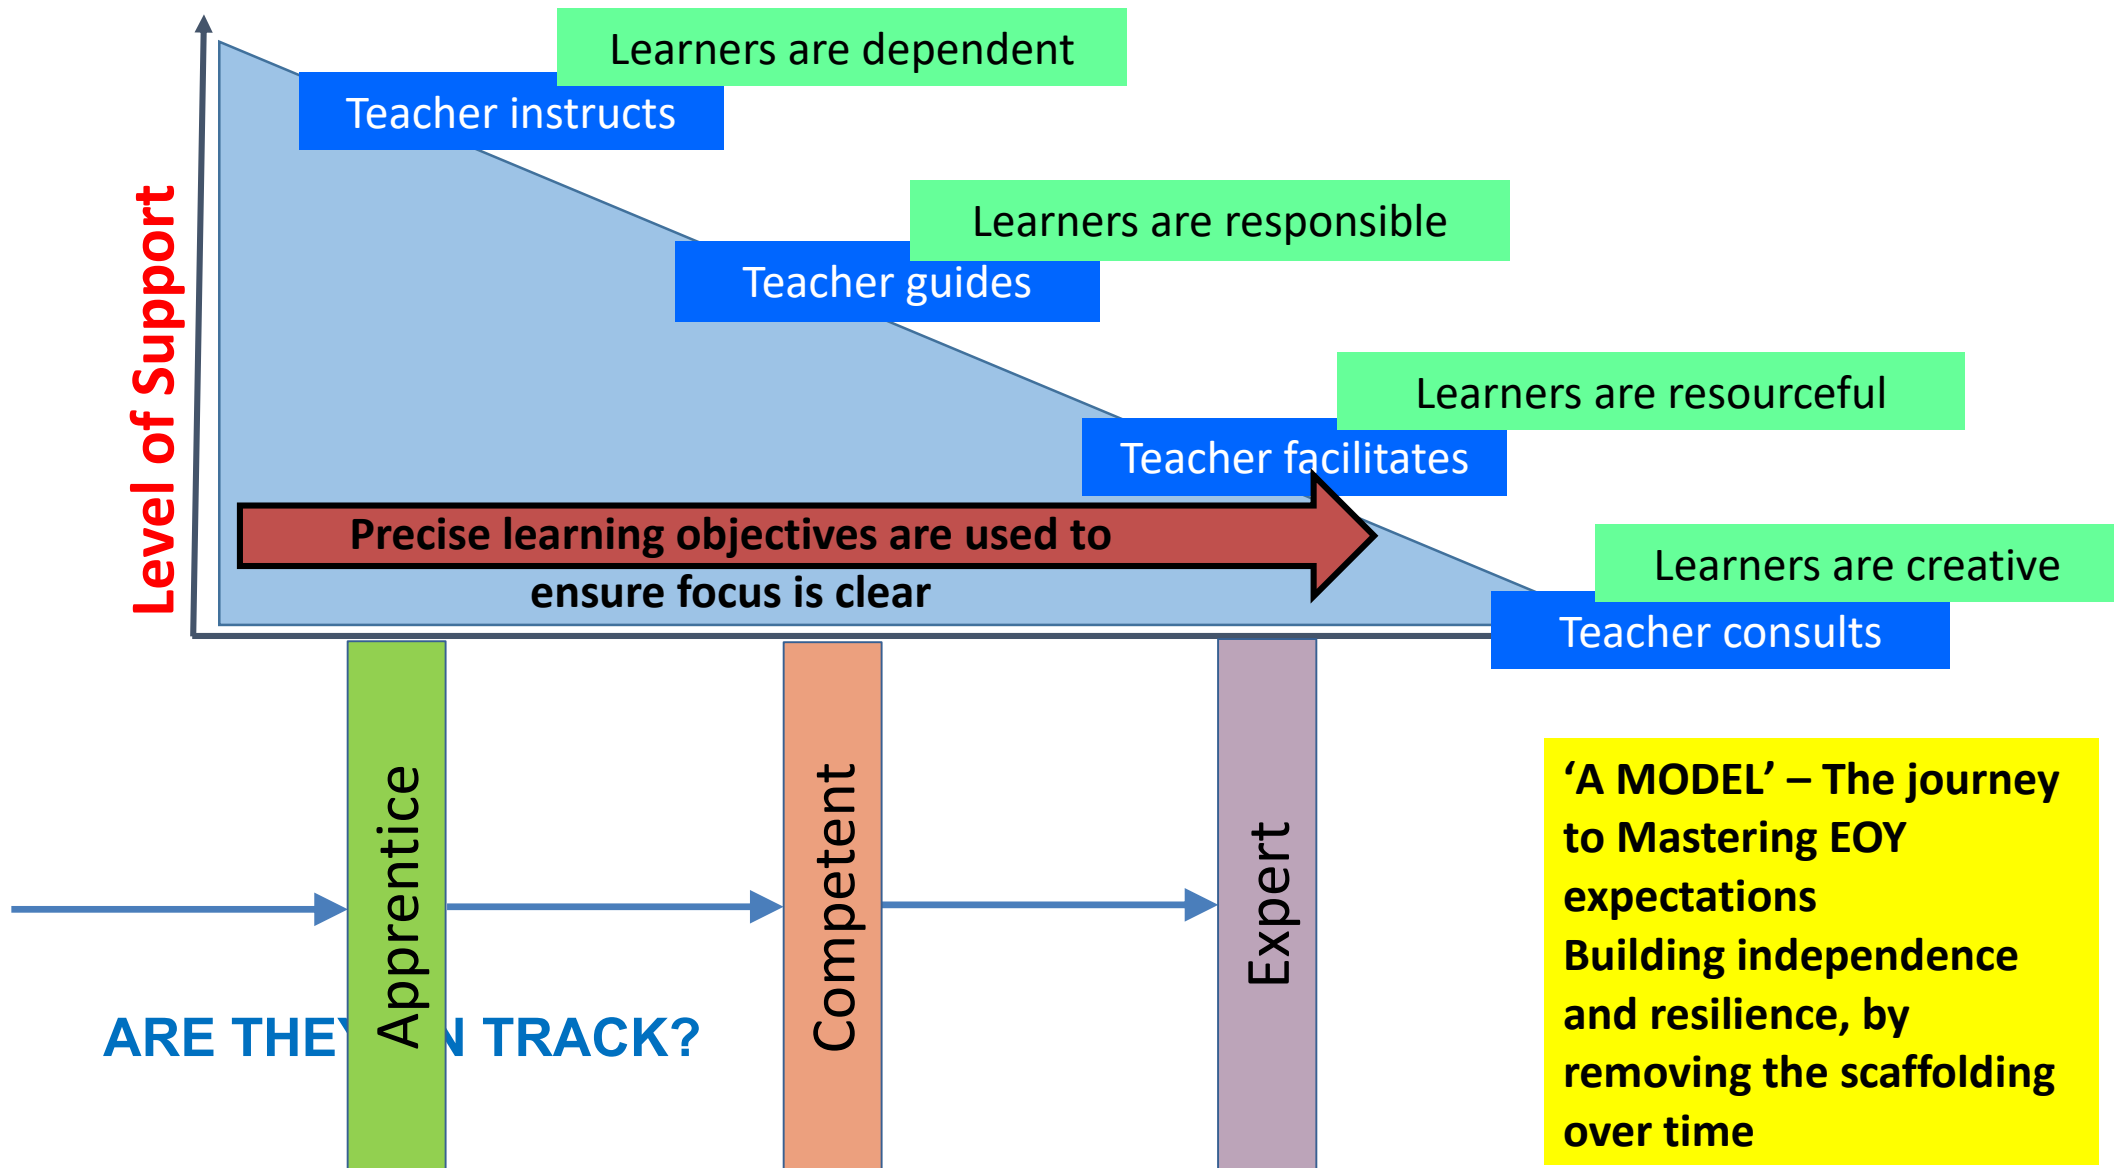 Learners are dependent
Teacher instructs
Learners are responsible
Teacher guides
Learners are resourceful
Teacher facilitates
Level of Support
Precise learning objectives are used to
ensure focus is clear
Learners are creative
Teacher consults
Apprentice
Competent
Expert
ARE THEY N TRACK?
‘A MODEL’ – The journey
to Mastering EOY
expectations
Building independence
and resilience, by
removing the scaffolding
over time